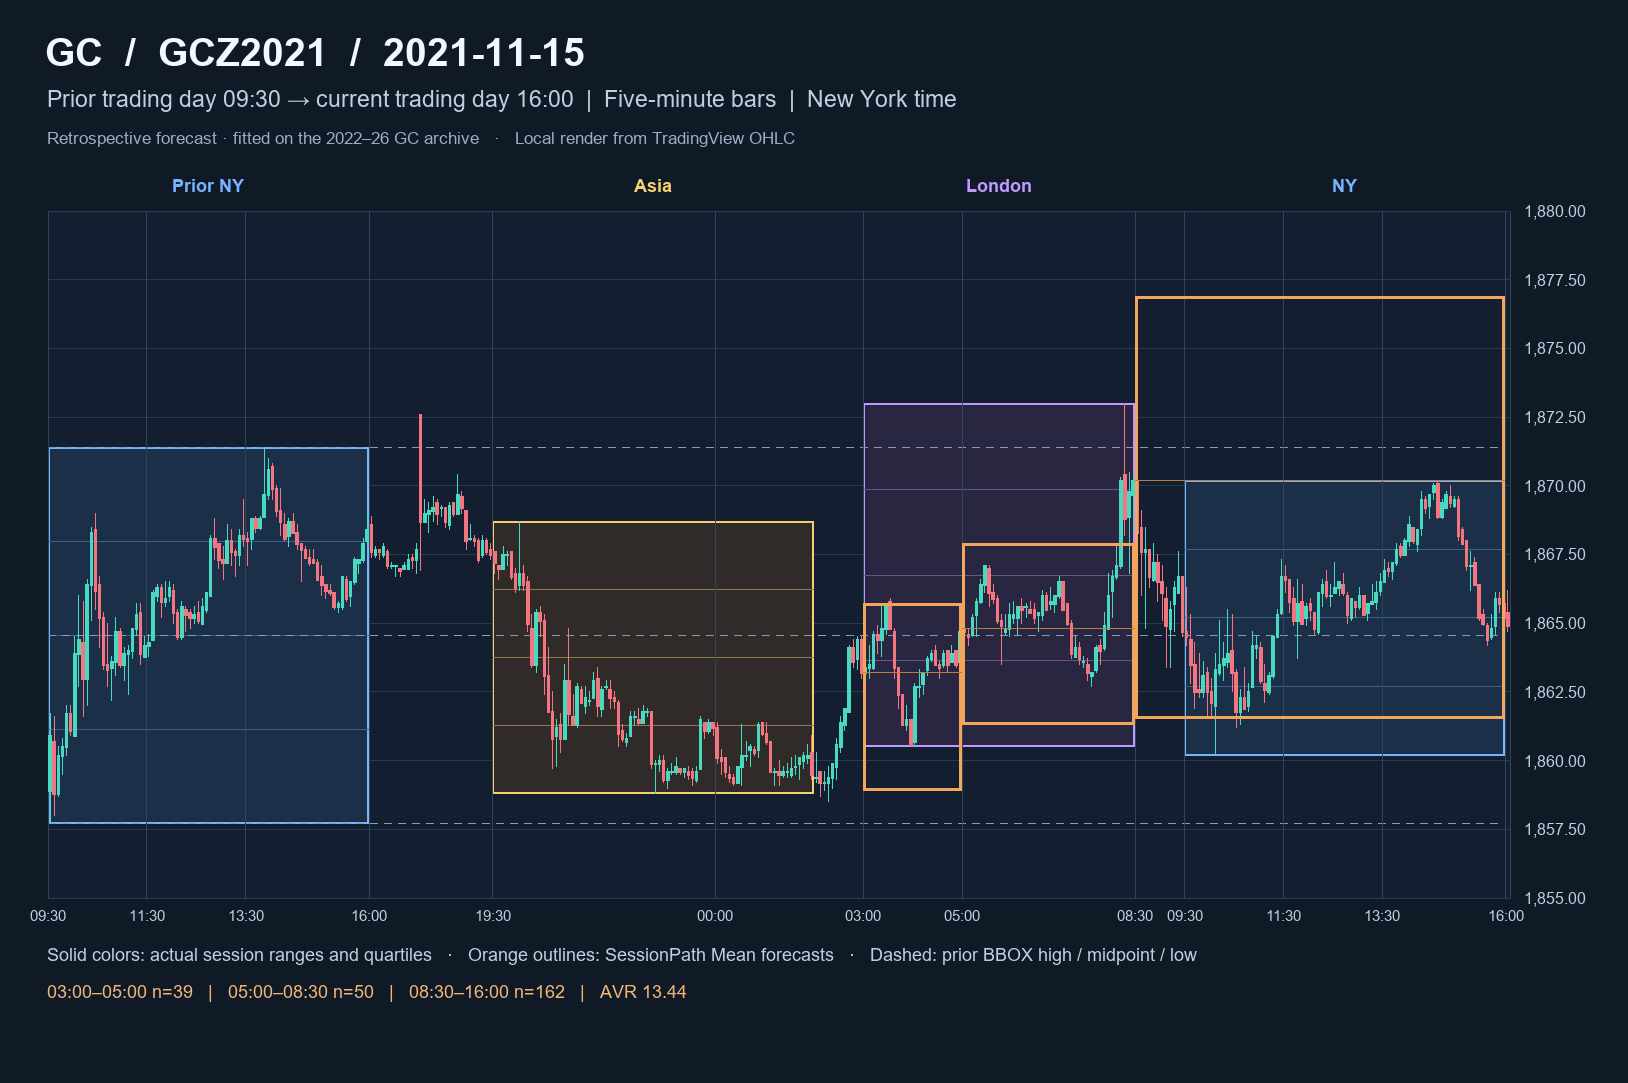 GC / GCZ2021 / 2021-11-15
Prior trading day 09:30 → current trading day 16:00 | Five-minute bars | New York time
Retrospective forecast · fitted on the 2022–26 GC archive · Local render from TradingView OHLC
Prior NY Asia London NY
1,880.00
1,877.50
1,875.00
1,872.50
1,870.00
1,867.50
1,865.00
1,862.50
1,860.00
1,857.50
1,855.00
09:30 11:30 13:30 16:00 19:30 00:00 03:00 05:00 08:30 09:30 11:30 13:30 16:00
Solid colors: actual session ranges and quartiles · Orange outlines: SessionPath Mean forecasts · Dashed: prior BBOX high / midpoint / low
03:00–05:00 n=39 | 05:00–08:30 n=50 | 08:30–16:00 n=162 | AVR 13.44